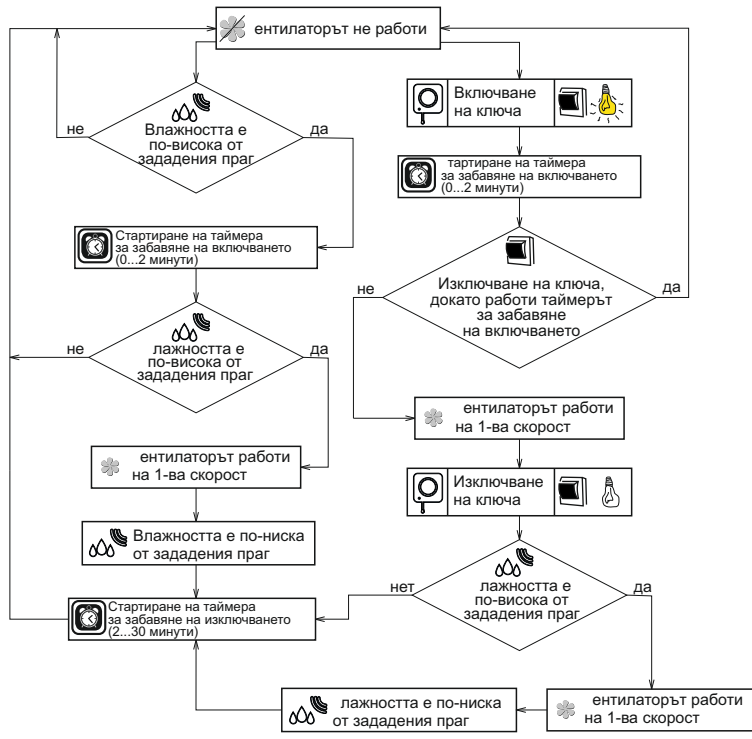 ентилаторът не работи
Влажността е
по-висока от
зададения праг
не
да
Стартиране на таймера
за забавяне на включването
(0...2 минути)
лажността е
по-висока от
зададения праг
не
да
ентилаторът работи
на 1-ва скорост
Влажността е по-ниска
от зададения праг
Стартиране на таймера
за забавяне на изключването
(2...30 минути)
Включване
на ключа
тартиране на таймера
за забавяне на включването
(0...2 минути)
Изключване на ключа,
докато работи таймерът
за забавяне
на включването
не
да
ентилаторът работи
на 1-ва скорост
Изключване
на ключа
лажността е
по-висока от
зададения праг
нет
да
ентилаторът работи
на 1-ва скорост
лажността е по-ниска
от зададения праг